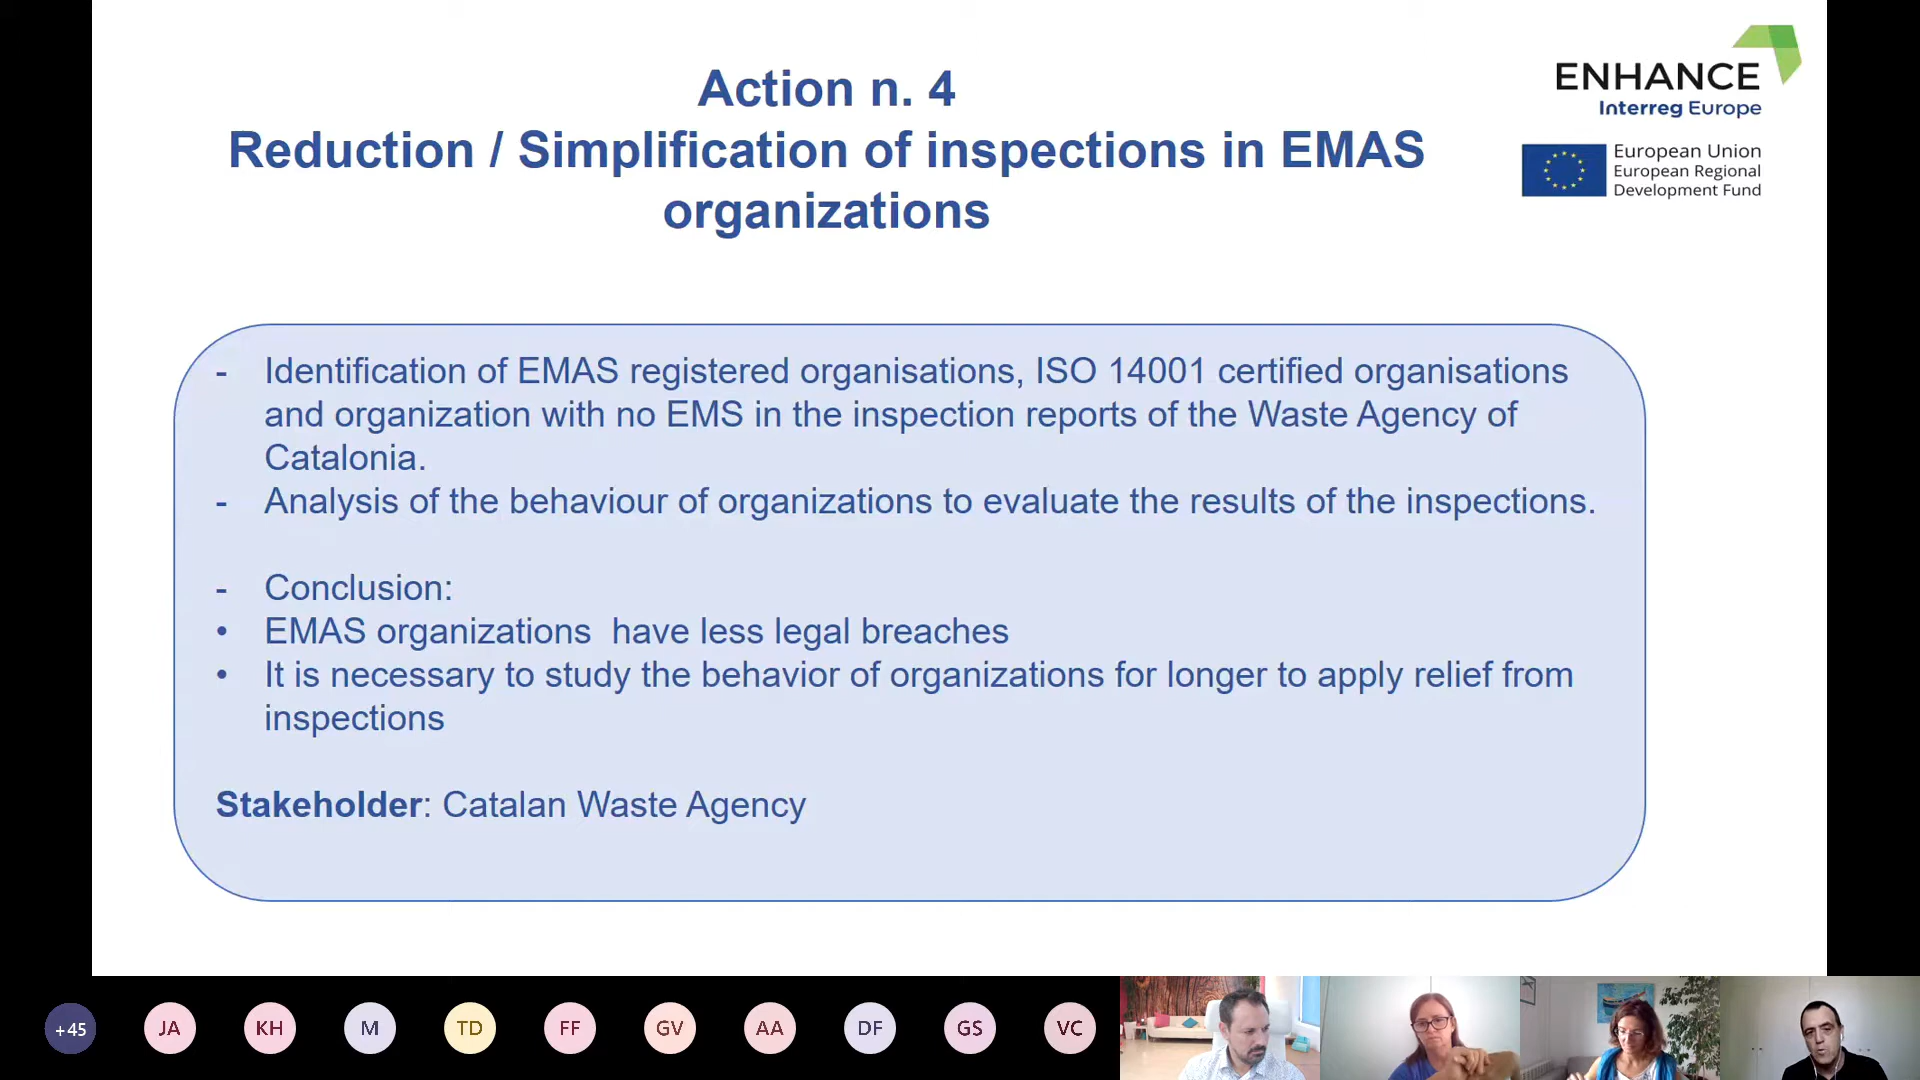 Action n. 4
Reduction / Simplification of inspections in EMAS
organizations
ENHANCE
Interreg Europe
European Union
European Regional
Development Fund
- Identification of EMAS registered organisations, ISO 14001 certified organisations
and organization with no EMS in the inspection reports of the Waste Agency of
Catalonia.
- Analysis of the behaviour of organizations to evaluate the results of the inspections.
- Conclusion:
• EMAS organizations  have less legal breaches
• It is necessary to study the behavior of organizations for longer to apply relief from
inspections
Stakeholder: Catalan Waste Agency
+45 JA KH M TD FF GV AA DF GS VC